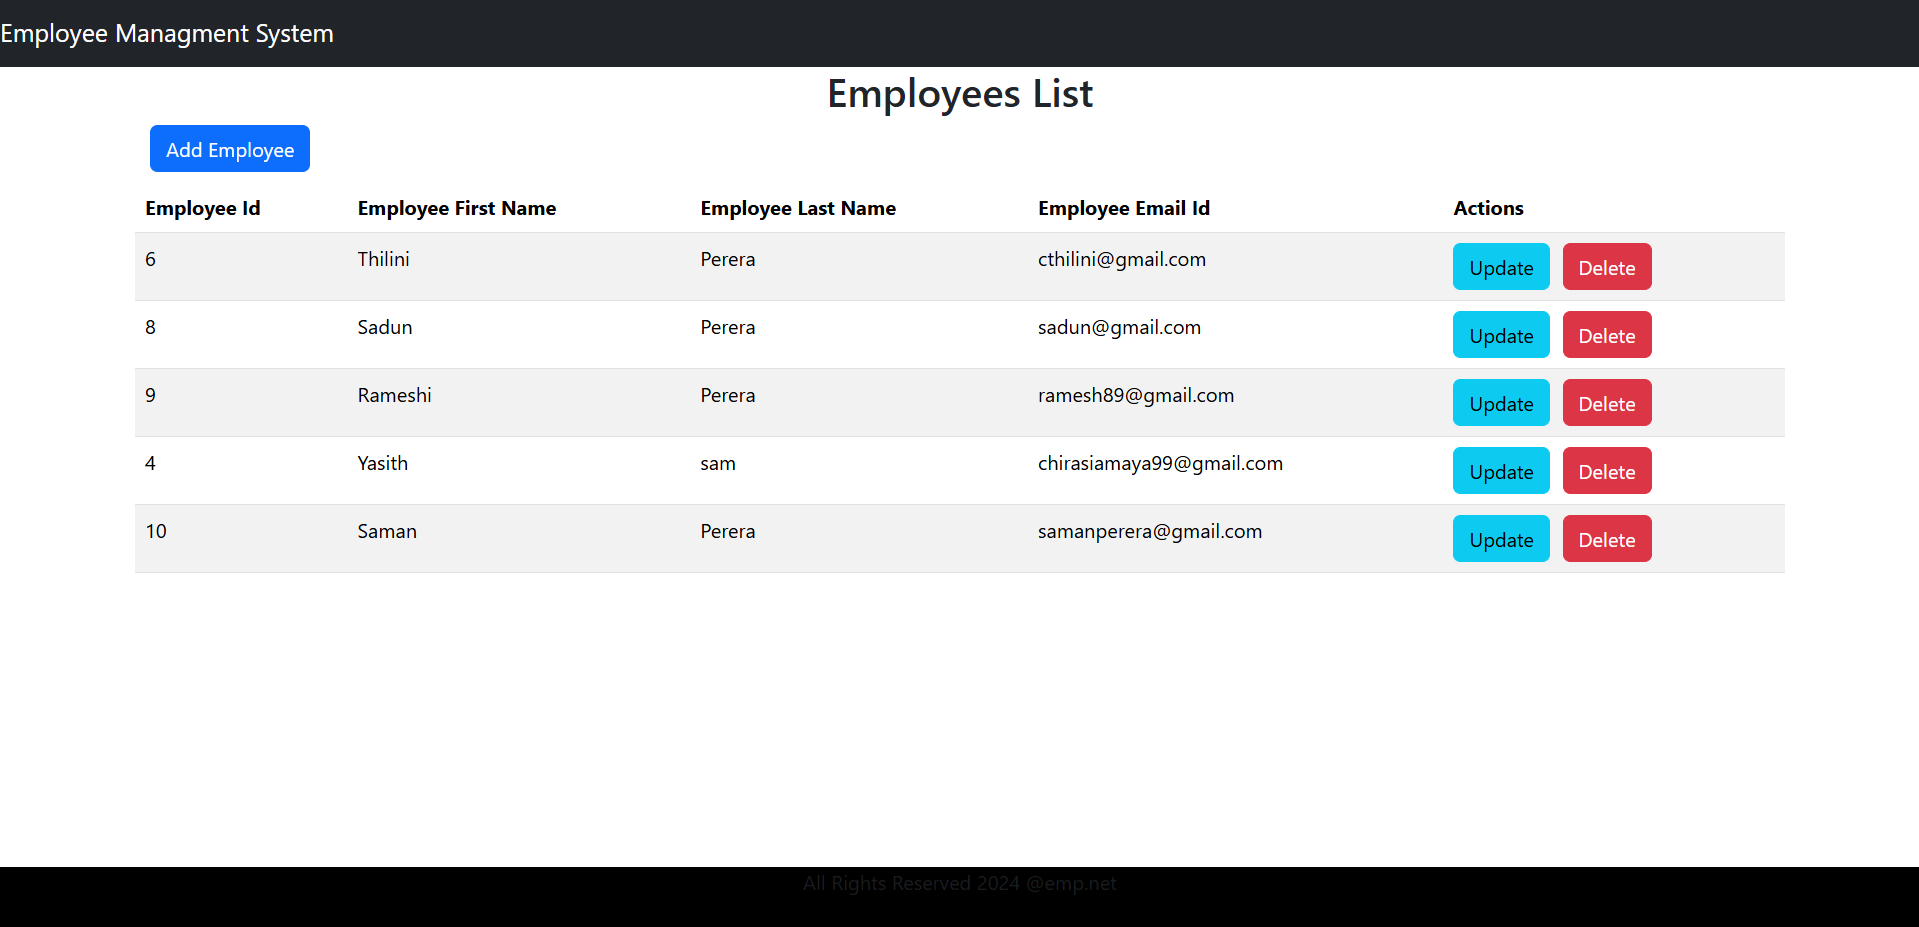 Employee Managment System
Employees List
Add Employee
Employee Id Employee First Name Employee Last Name Employee Email Id Actions
6 Thilini Perera cthilini@gmail.com Update Delete
8 Sadun Perera sadun@gmail.com Update Delete
9 Rameshi Perera ramesh89@gmail.com Update Delete
4 Yasith sam chirasiamaya99@gmail.com Update Delete
10 Saman Perera samanperera@gmail.com Update Delete
All Rights Reserved 2024 @emp.net